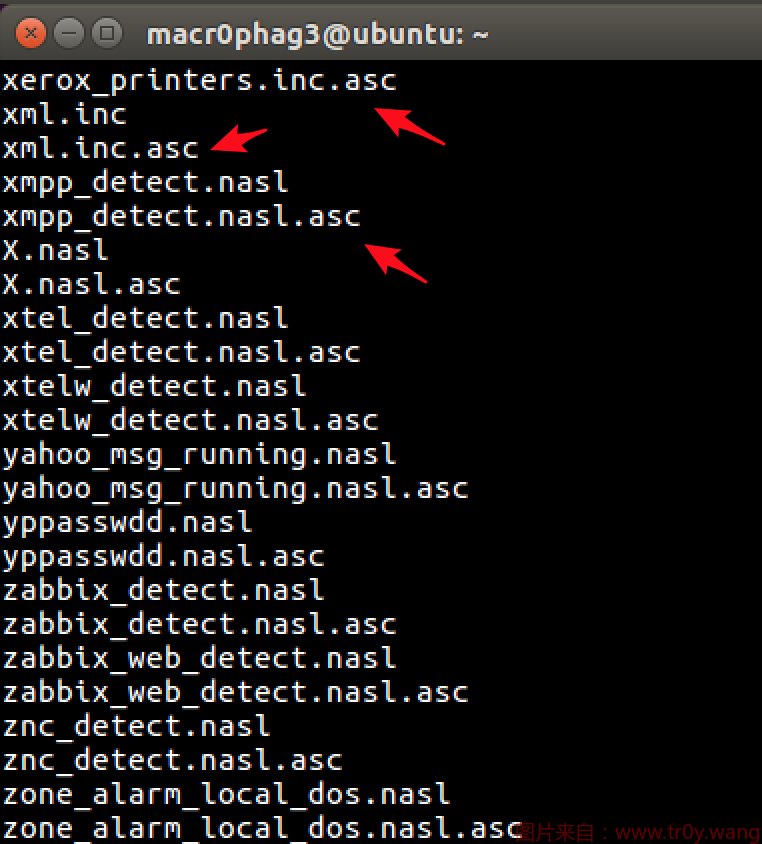 macr0phag3@ubuntu: ~
xerox_printers.inc.asc
xml.inc
xml.inc.asc
xmpp_detect.nasl
xmpp_detect.nasl.asc
X.nasl
X.nasl.asc
xtel_detect.nasl
xtel_detect.nasl.asc
xtelw_detect.nasl
xtelw_detect.nasl.asc
yahoo_msg_running.nasl
yahoo_msg_running.nasl.asc
yppasswdd.nasl
yppasswdd.nasl.asc
zabbix_detect.nasl
zabbix_detect.nasl.asc
zabbix_web_detect.nasl
zabbix_web_detect.nasl.asc
znc_detect.nasl
znc_detect.nasl.asc
zone_alarm_local_dos.nasl
zone_alarm_local_dos.nasl.asc
图片来自：www.tr0y.wang